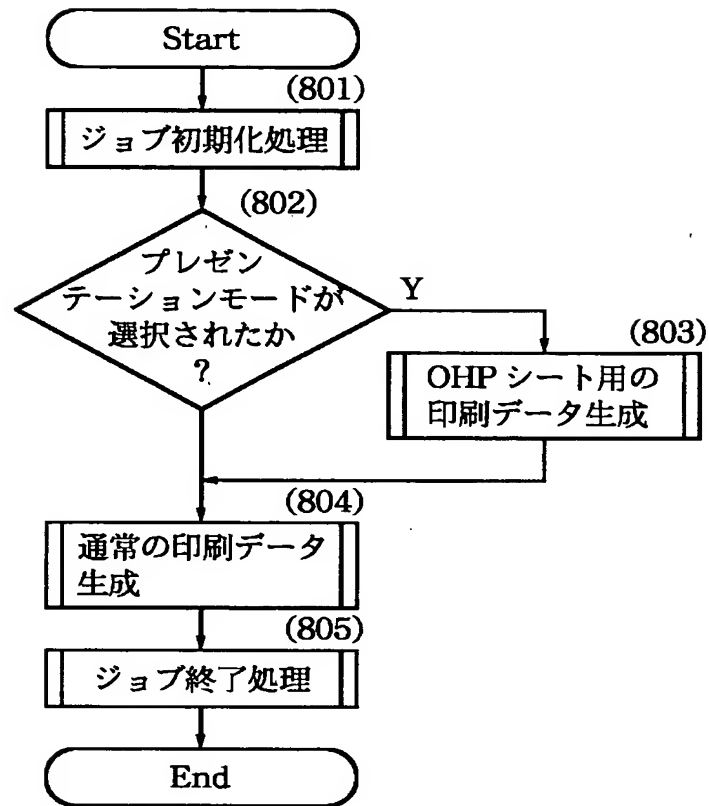 Start
(801)
ジョブ初期化処理
(802)
プレゼン
テーションモードが
選択されたか
?
Y
(803)
OHPシート用の
印刷データ生成
(804)
通常の印刷データ
生成
(805)
ジョブ終了処理
End